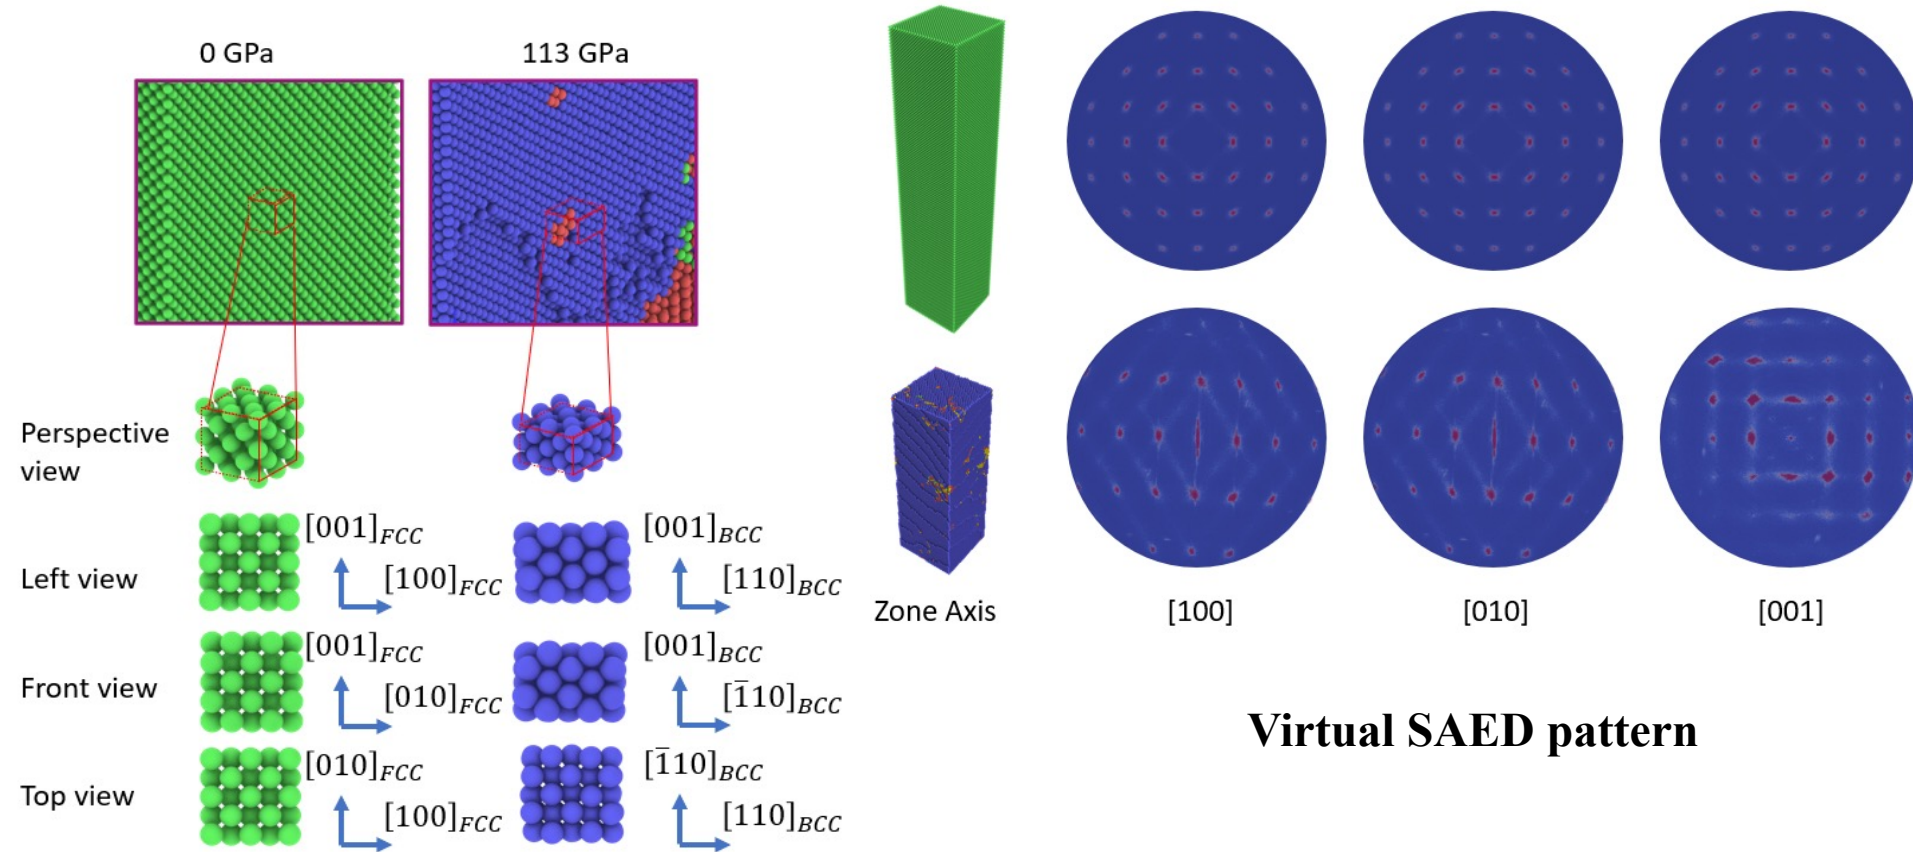 0 GPa
113 GPa
Perspective
view
[001]FCC
[001]BCC
Left view
[100]FCC
[110]BCC
[001]FCC
[001]BCC
Front view
[010]FCC
[1̅10]BCC
[010]FCC
[1̅10]BCC
Top view
[100]FCC
[110]BCC
Zone Axis
[100]
[010]
[001]
Virtual SAED pattern